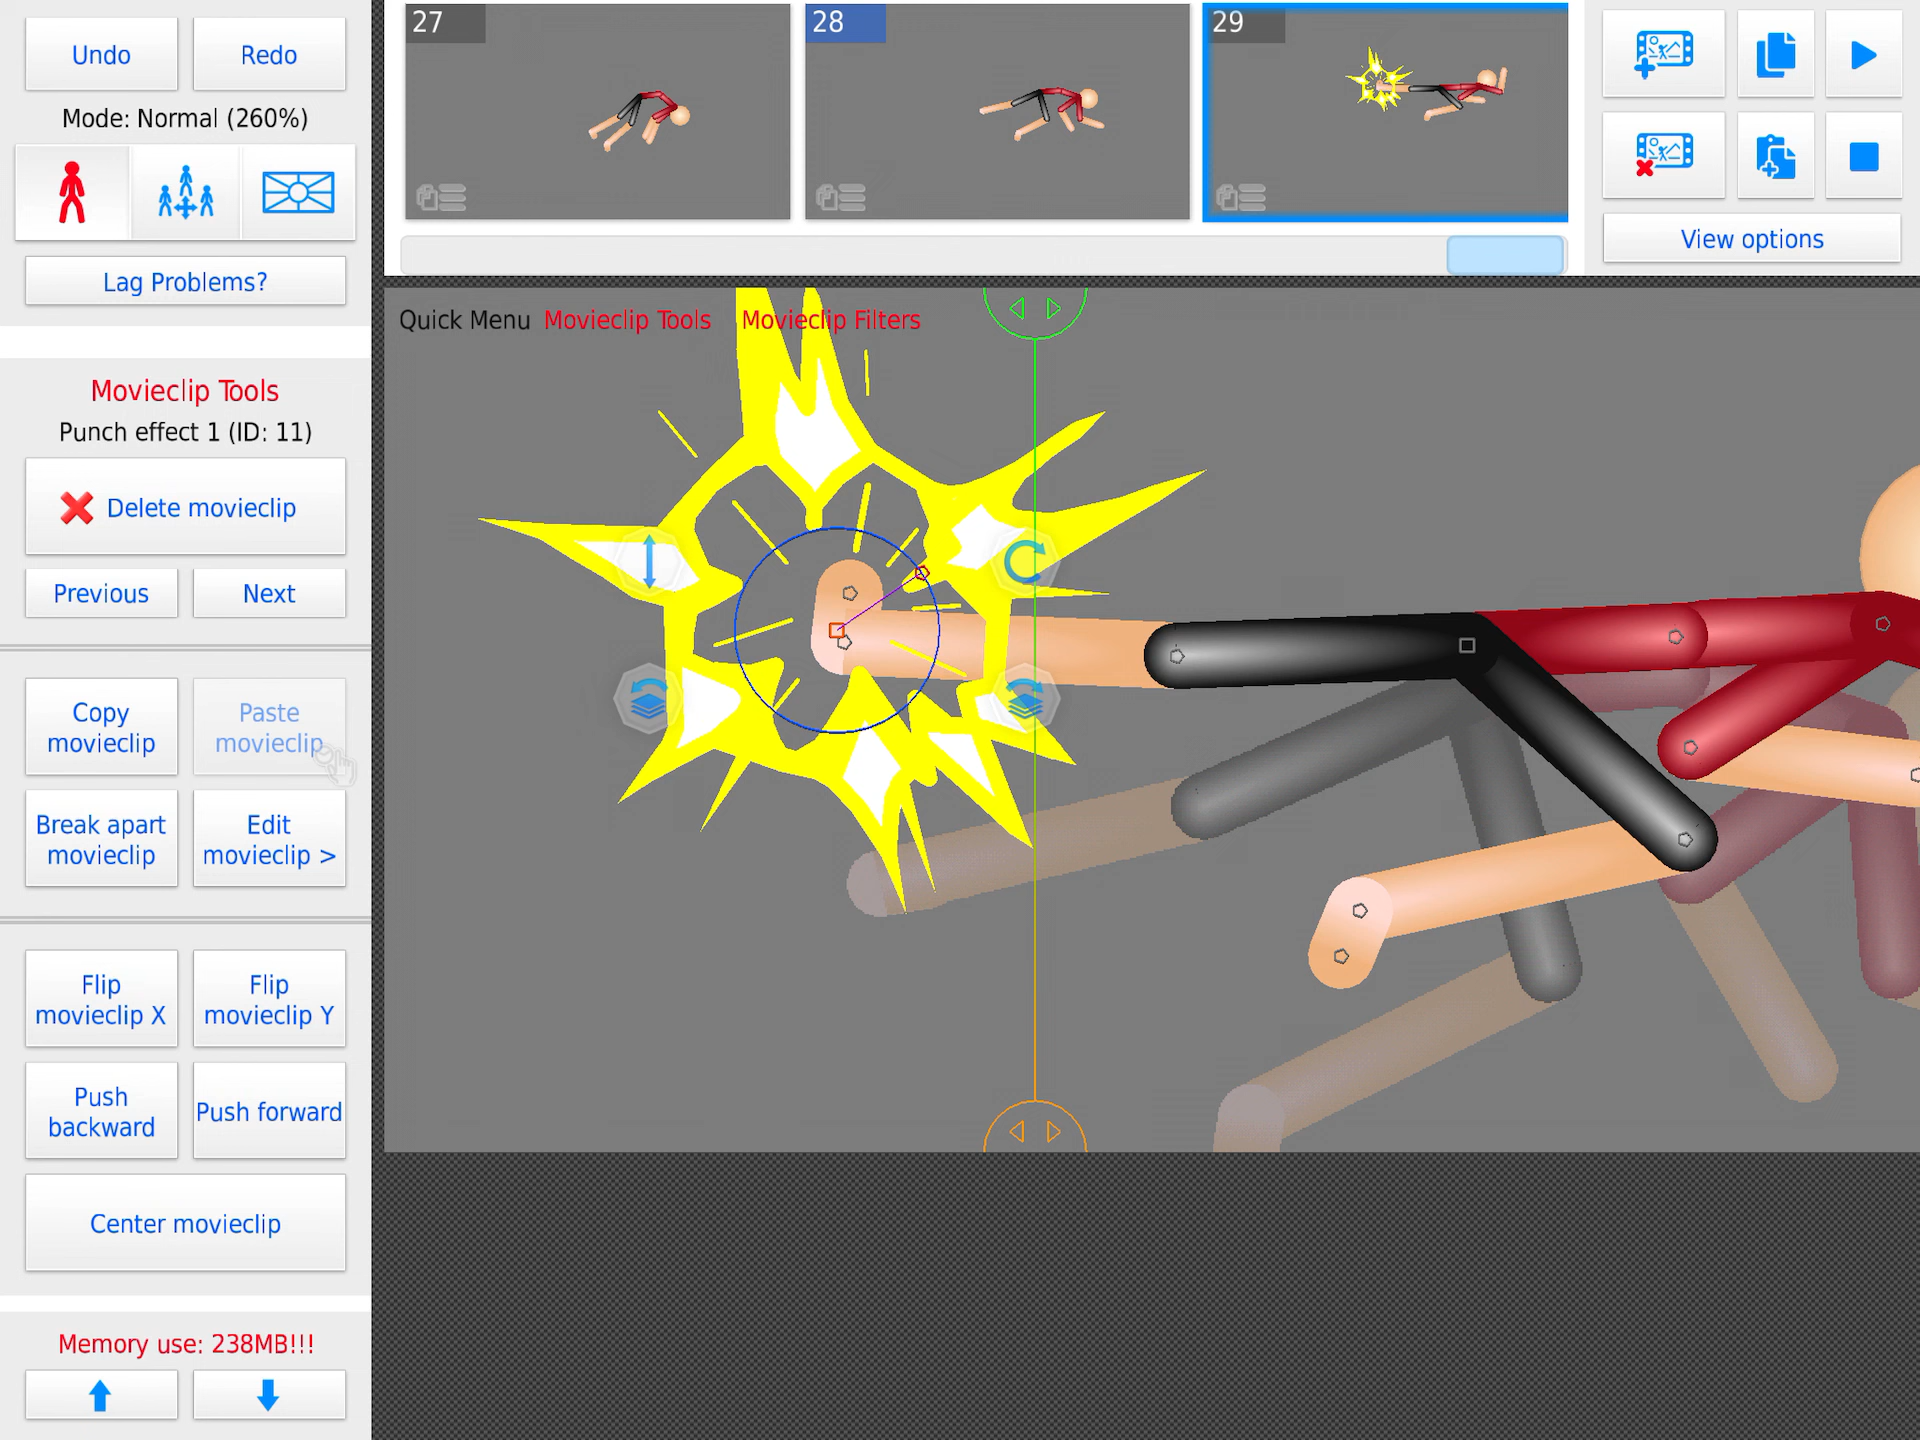 Undo
Redo
Mode: Normal (260%)
Lag Problems?
Movieclip Tools
Punch effect 1 (ID: 11)
Delete movieclip
Previous
Next
Copy
movieclip
Paste
movieclip
Break apart
movieclip
Edit
movieclip >
Flip
movieclip X
Flip
movieclip Y
Push
backward
Push forward
Center movieclip
Memory use: 238MB!!!
27
28
29
View options
Quick Menu
Movieclip Tools
Movieclip Filters